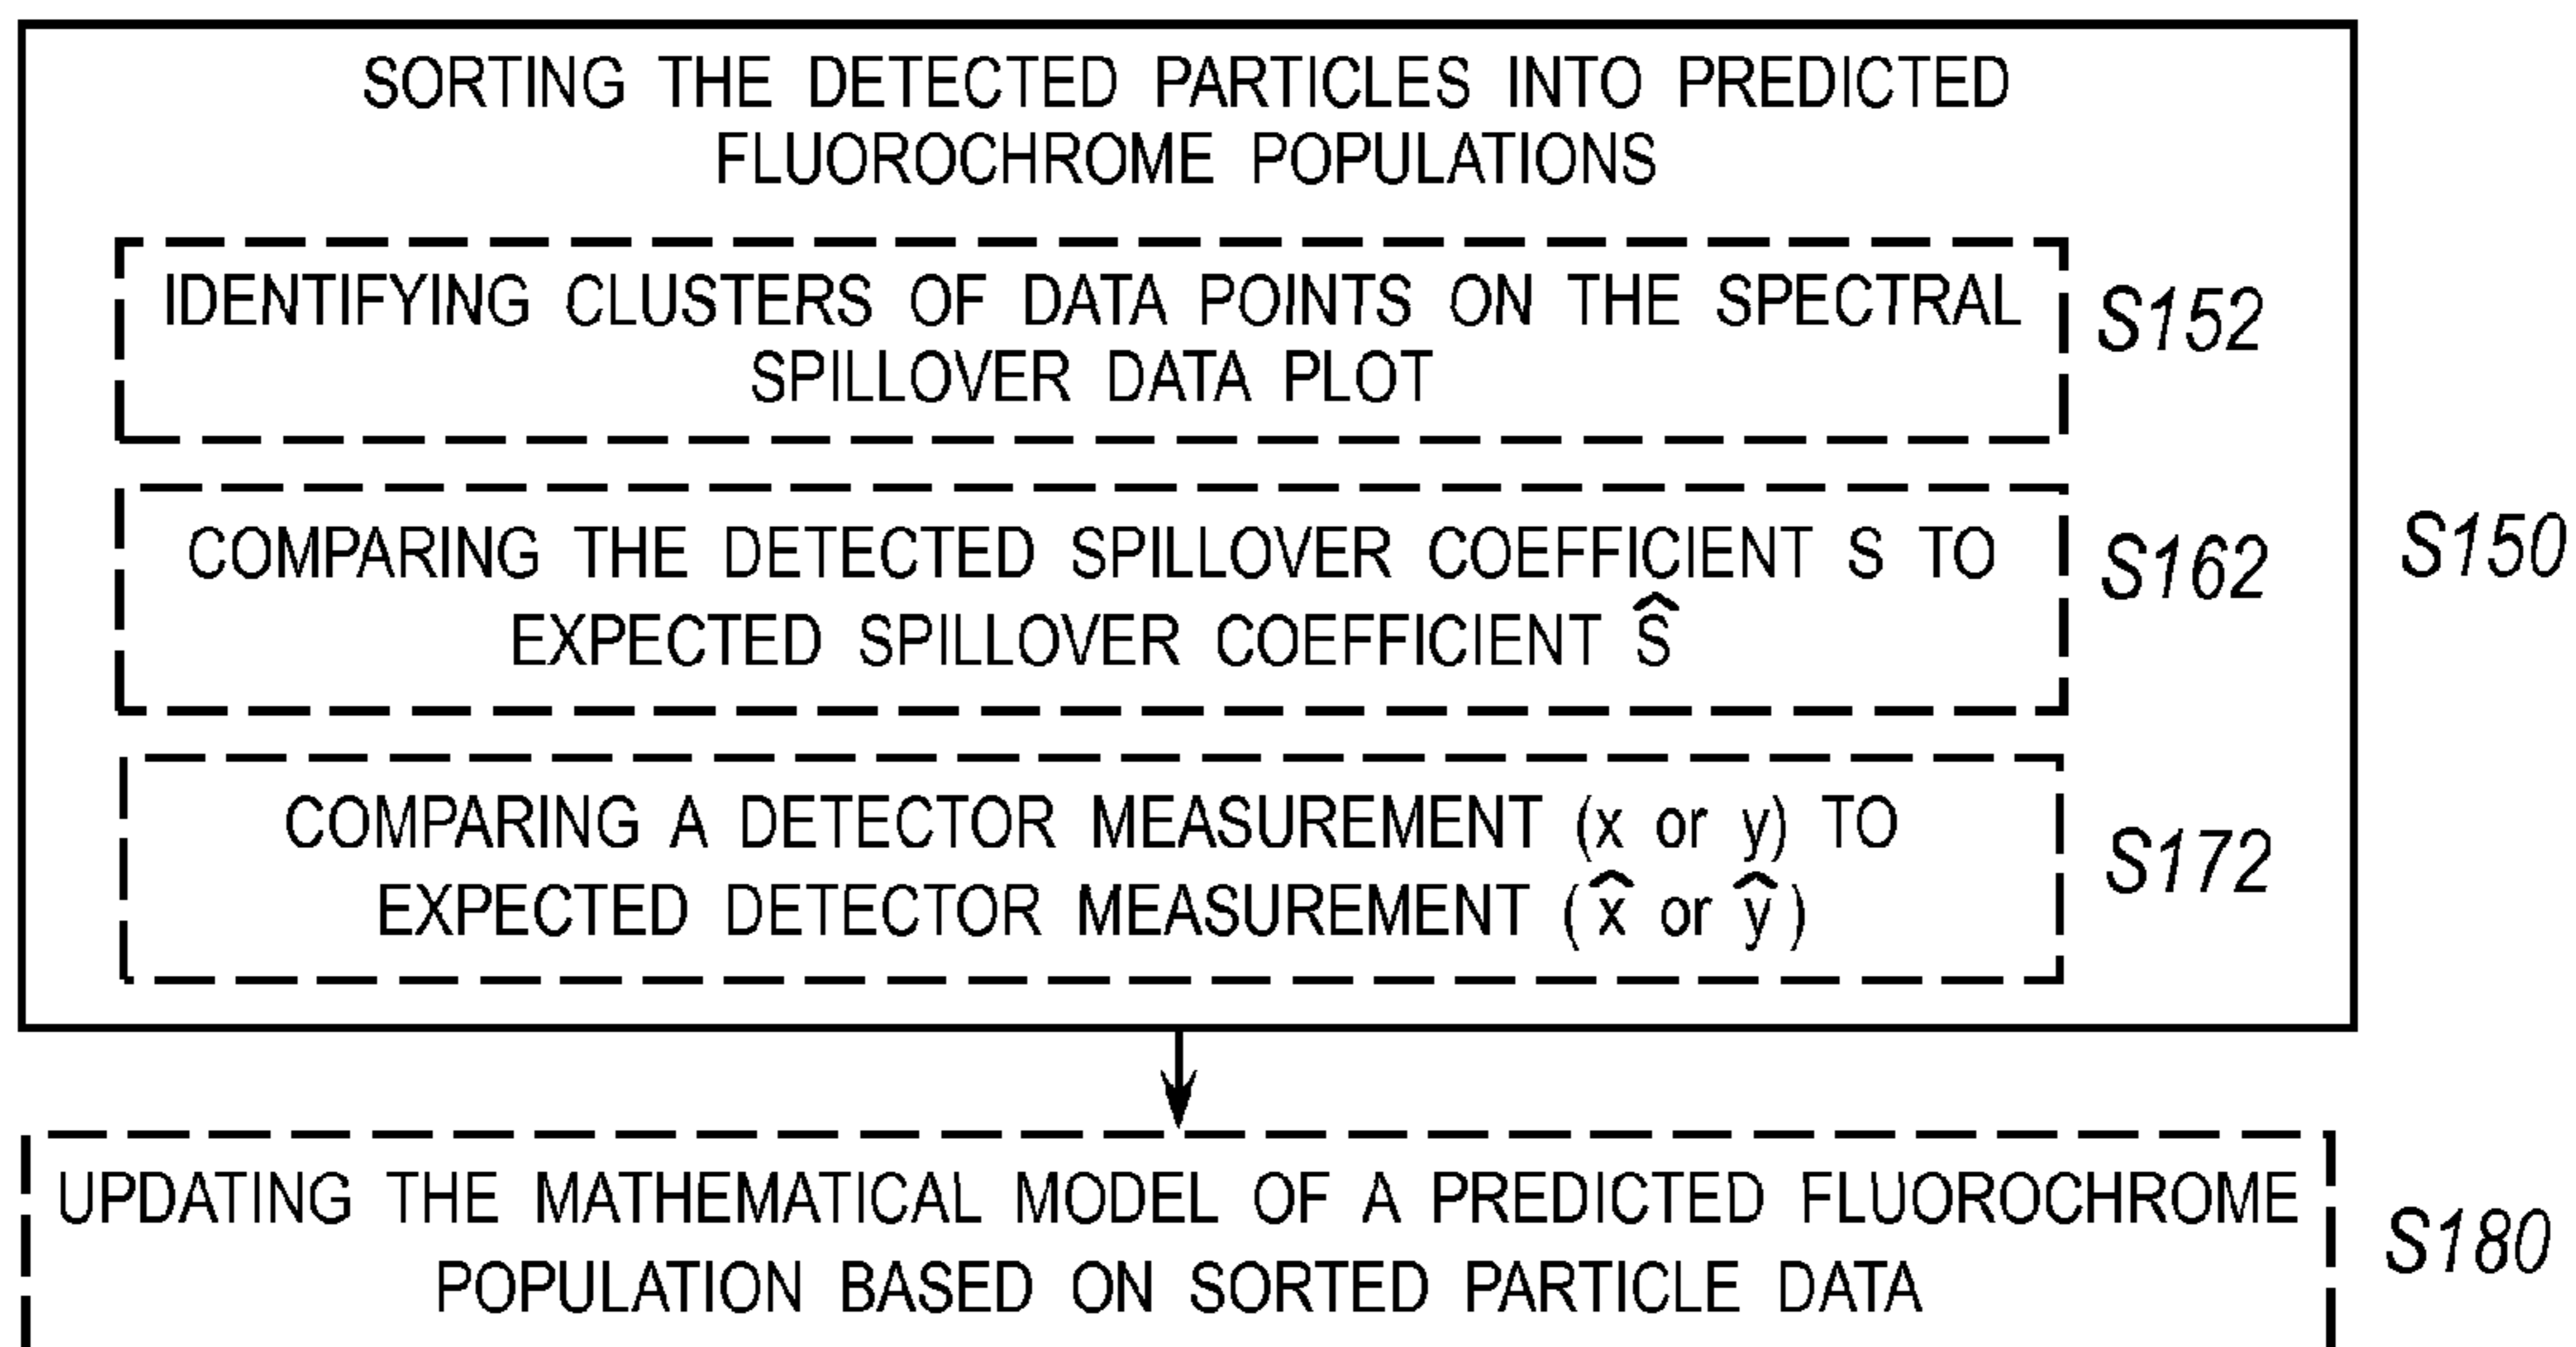 SORTING THE DETECTED PARTICLES INTO PREDICTED
FLUOROCHROME POPULATIONS
IDENTIFYING CLUSTERS OF DATA POINTS ON THE SPECTRAL
SPILLOVER DATA PLOT
S152
COMPARING THE DETECTED SPILLOVER COEFFICIENT S TO
EXPECTED SPILLOVER COEFFICIENT Ŝ
S162
S150
COMPARING A DETECTOR MEASUREMENT (x or y) TO
EXPECTED DETECTOR MEASUREMENT (x̂ or ŷ)
S172
UPDATING THE MATHEMATICAL MODEL OF A PREDICTED FLUOROCHROME
POPULATION BASED ON SORTED PARTICLE DATA
S180